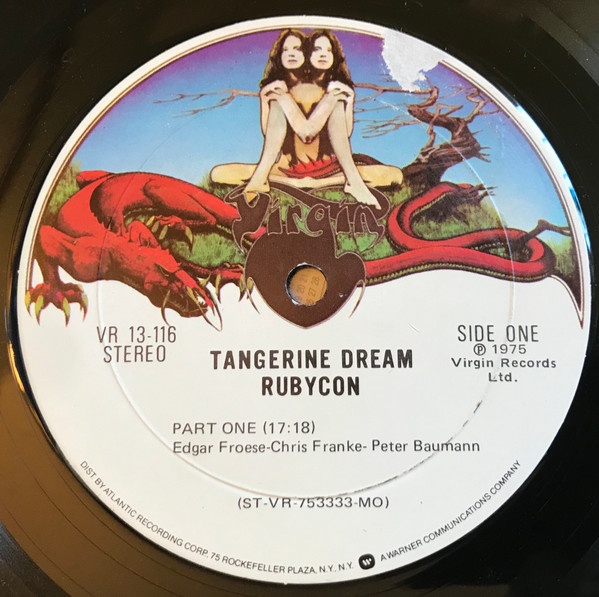 Virgin
VR 13-116
STEREO
SIDE ONE
℗ 1975
Virgin Records
Ltd.
TANGERINE DREAM
RUBYCON
PART ONE (17:18)
Edgar Froese-Chris Franke- Peter Baumann
(ST-VR-753333-MO)
DIST. BY ATLANTIC RECORDING CORP. 75 ROCKEFELLER PLAZA, N.Y. N.Y. W A WARNER COMMUNICATIONS COMPANY